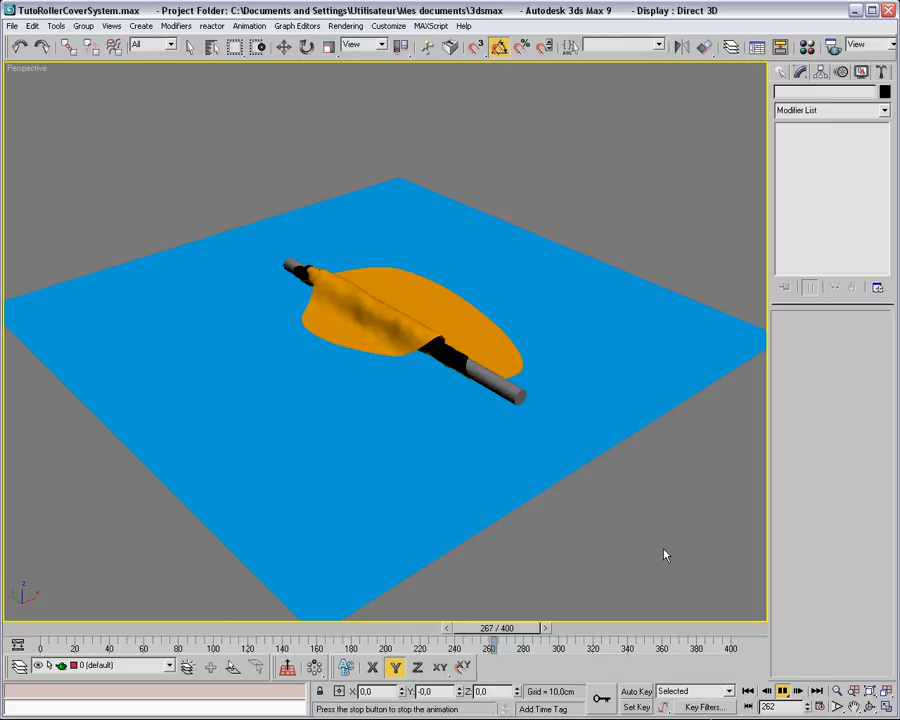 TutoRollerCoverSystem.max - Project Folder: C:\Documents and Settings\Utilisateur\Mes documents\3dsmax - Autodesk 3ds Max 9 - Display : Direct 3D
File Edit Tools Group Views Create Modifiers reactor Animation Graph Editors Rendering Customize MAXScript Help
All View View
Perspective
Modifier List
z x
267 / 400
0 20 40 60 80 100 120 140 160 180 200 220 240 260 280 300 320 340 360 380 400
0 (default) X Y Z XY XY
X: 0,0 Y: -0,0 Z: 0,0 Grid = 10,0cm Auto Key Selected
Press the stop button to stop the animation Add Time Tag Set Key Key Filters... 262